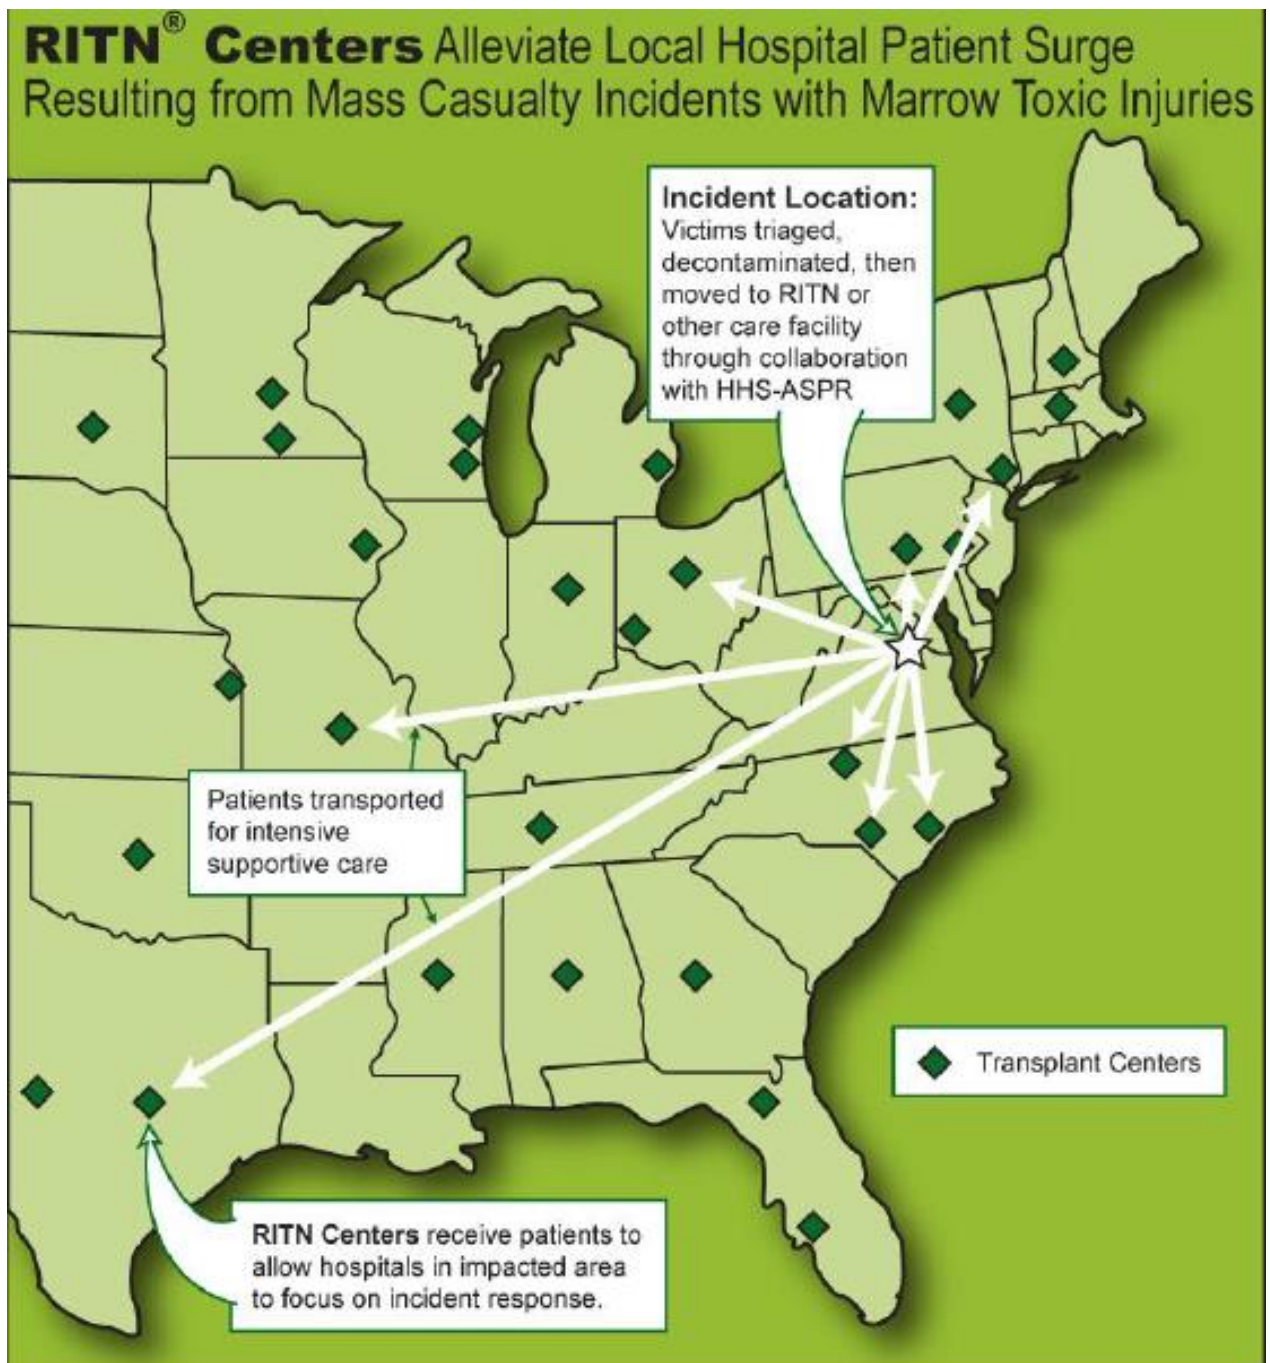 RITN® Centers Alleviate Local Hospital Patient Surge
Resulting from Mass Casualty Incidents with Marrow Toxic Injuries
Incident Location:
Victims triaged,
decontaminated, then
moved to RITN or
other care facility
through collaboration
with HHS-ASPR
Patients transported
for intensive
supportive care
Transplant Centers
RITN Centers receive patients to
allow hospitals in impacted area
to focus on incident response.